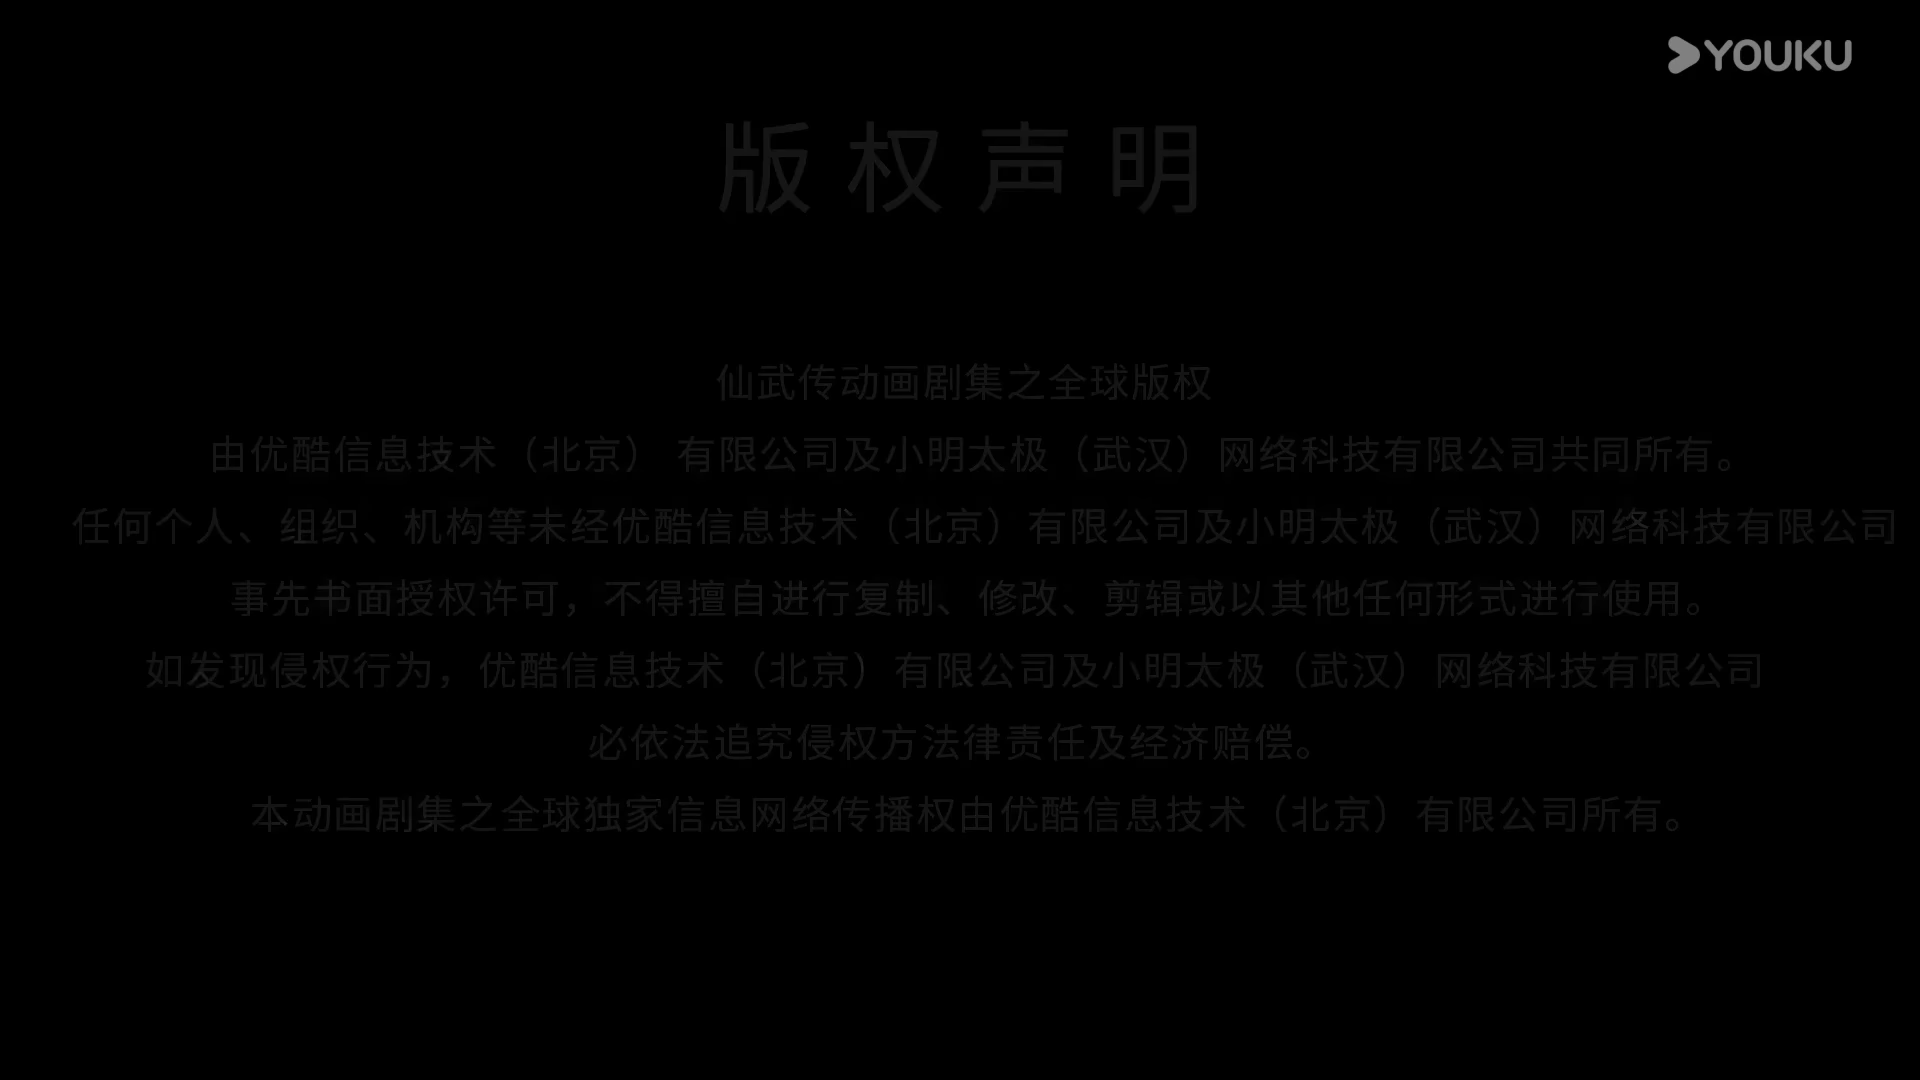 YOUKU
版权声明
仙武传动画剧集之全球版权
由优酷信息技术（北京） 有限公司及小明太极（武汉）网络科技有限公司共同所有。
任何个人、组织、机构等未经优酷信息技术（北京）有限公司及小明太极（武汉）网络科技有限公司
事先书面授权许可，不得擅自进行复制、修改、剪辑或以其他任何形式进行使用。
如发现侵权行为，优酷信息技术（北京）有限公司及小明太极（武汉）网络科技有限公司
必依法追究侵权方法律责任及经济赔偿。
本动画剧集之全球独家信息网络传播权由优酷信息技术（北京）有限公司所有。